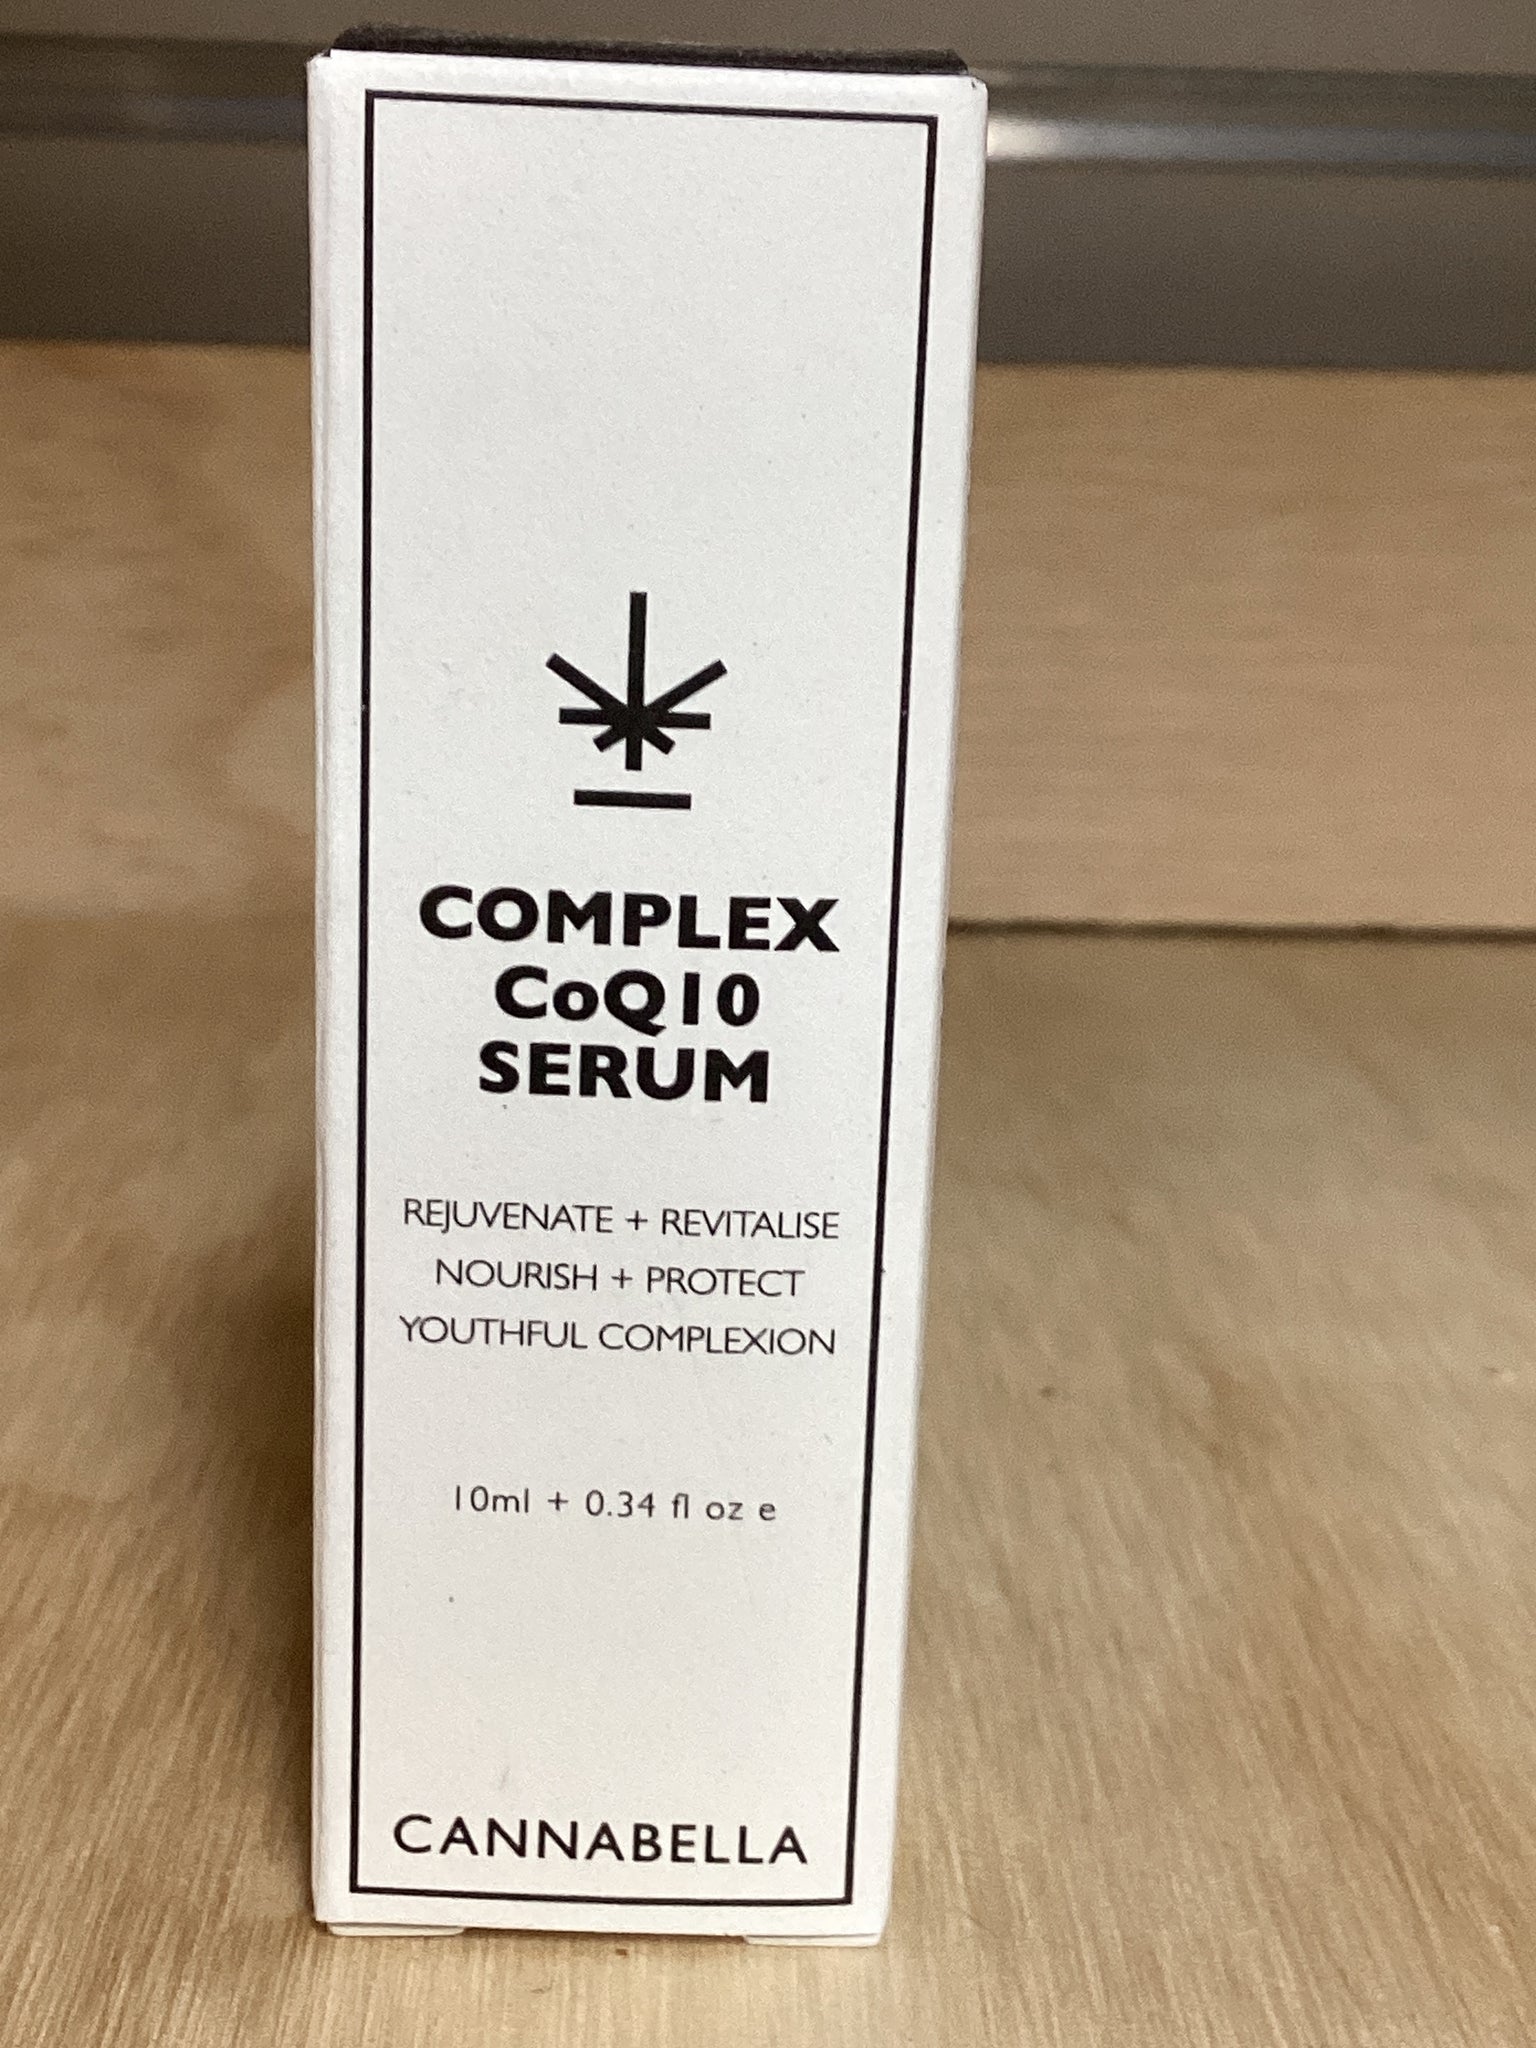 COMPLEX
CoQ10
SERUM
REJUVENATE + REVITALISE
NOURISH + PROTECT
YOUTHFUL COMPLEXION
10ml + 0.34 fl oz e
CANNABELLA